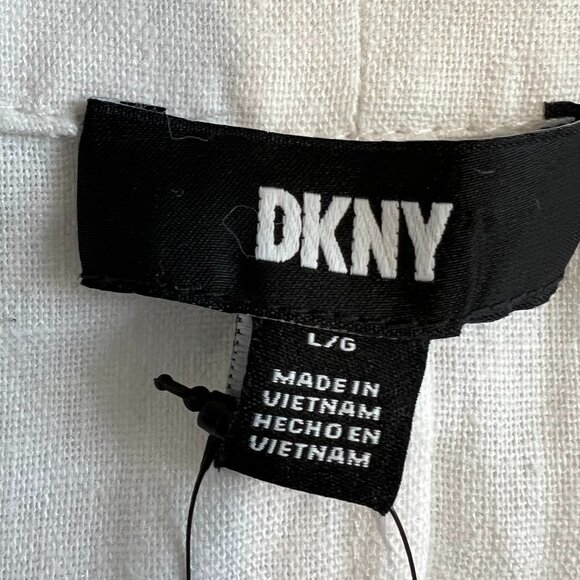 DKNY
L/G
MADE IN
VIETNAM
HECHO EN
VIETNAM